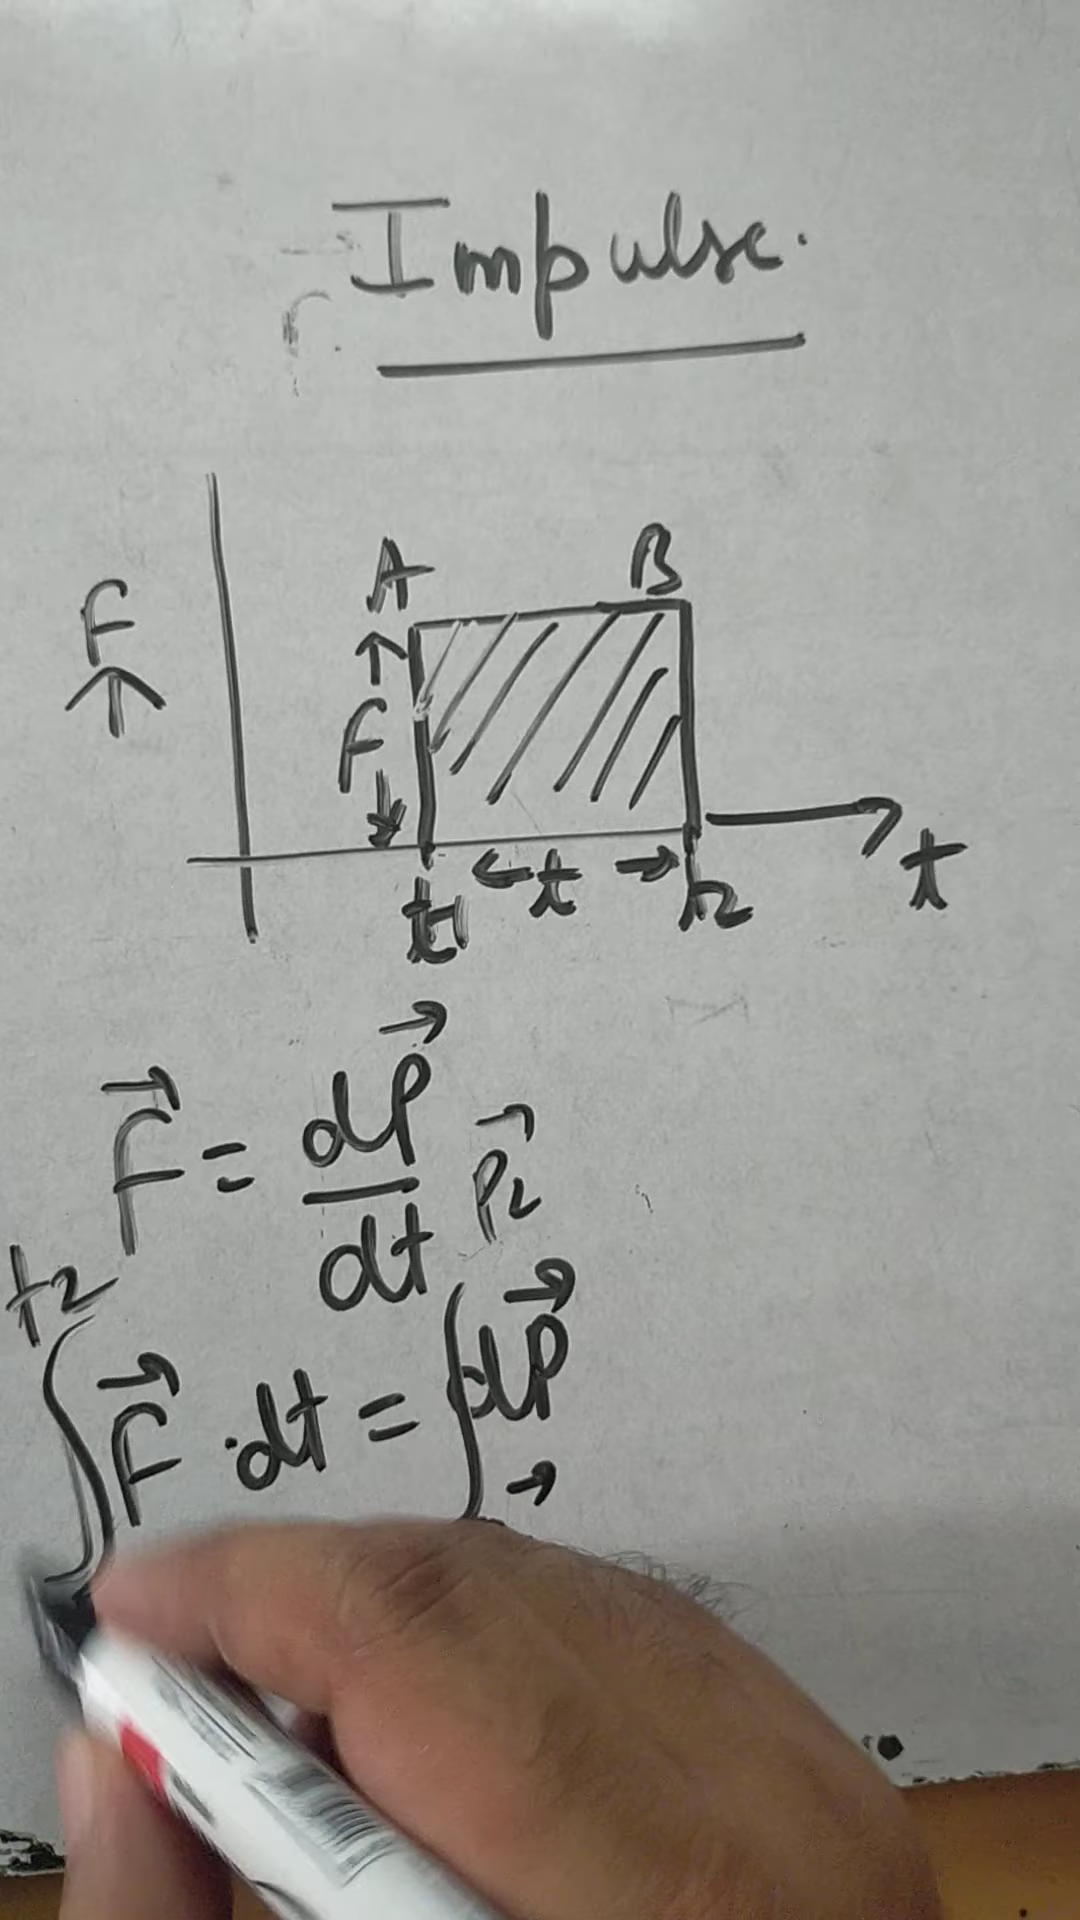 Impulse.
A B
F
F
t1 t t2 t
F = dP/dt
P2
t2
∫F · dt = ∫dP